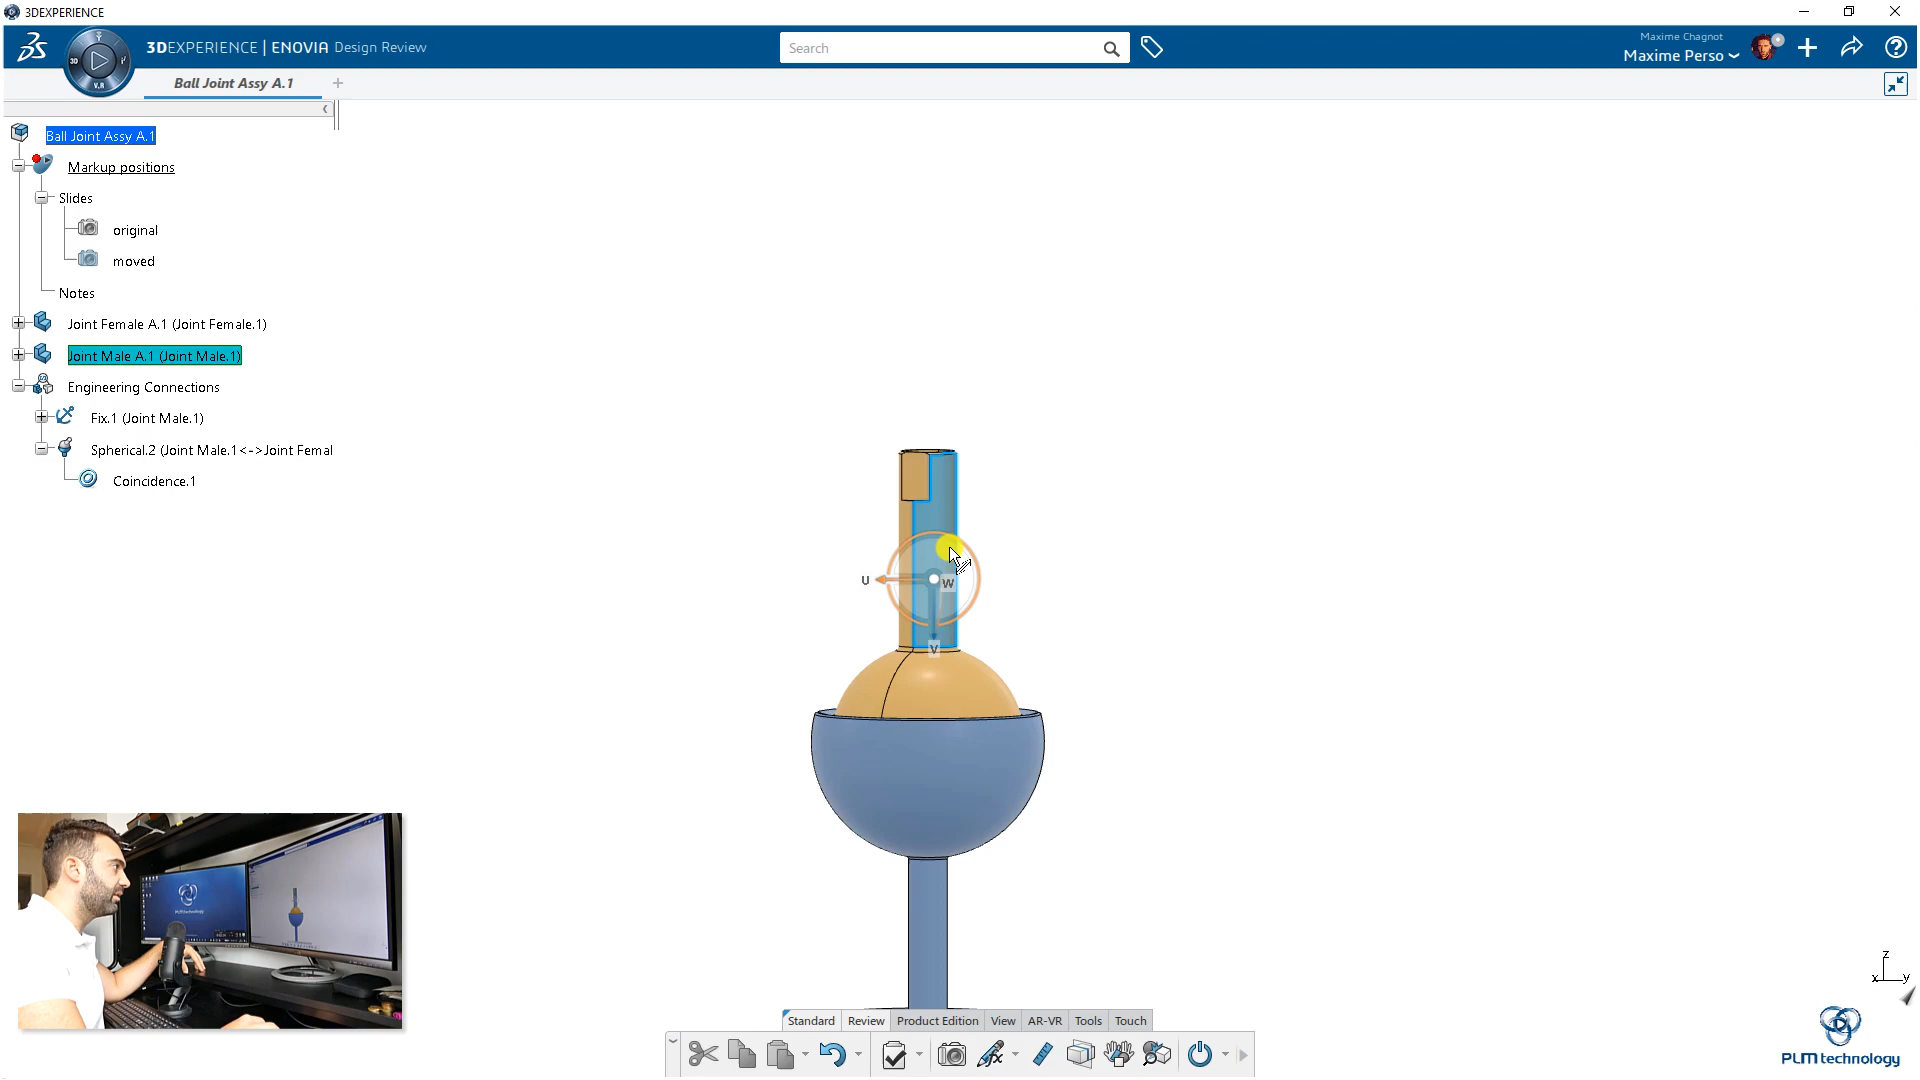 3DEXPERIENCE
3DEXPERIENCE | ENOVIA Design Review
Search
Maxime Chagnot
Maxime Perso
3D
V.R
Ball Joint Assy A.1
Ball Joint Assy A.1
Markup positions
Slides
original
moved
Notes
Joint Female A.1 (Joint Female.1)
Joint Male A.1 (Joint Male.1)
Engineering Connections
Fix.1 (Joint Male.1)
Spherical.2 (Joint Male.1<->Joint Femal
Coincidence.1
U
W
V
PLMtechnology
z
x
y
Standard
Review
Product Edition
View
AR-VR
Tools
Touch
PLMtechnology